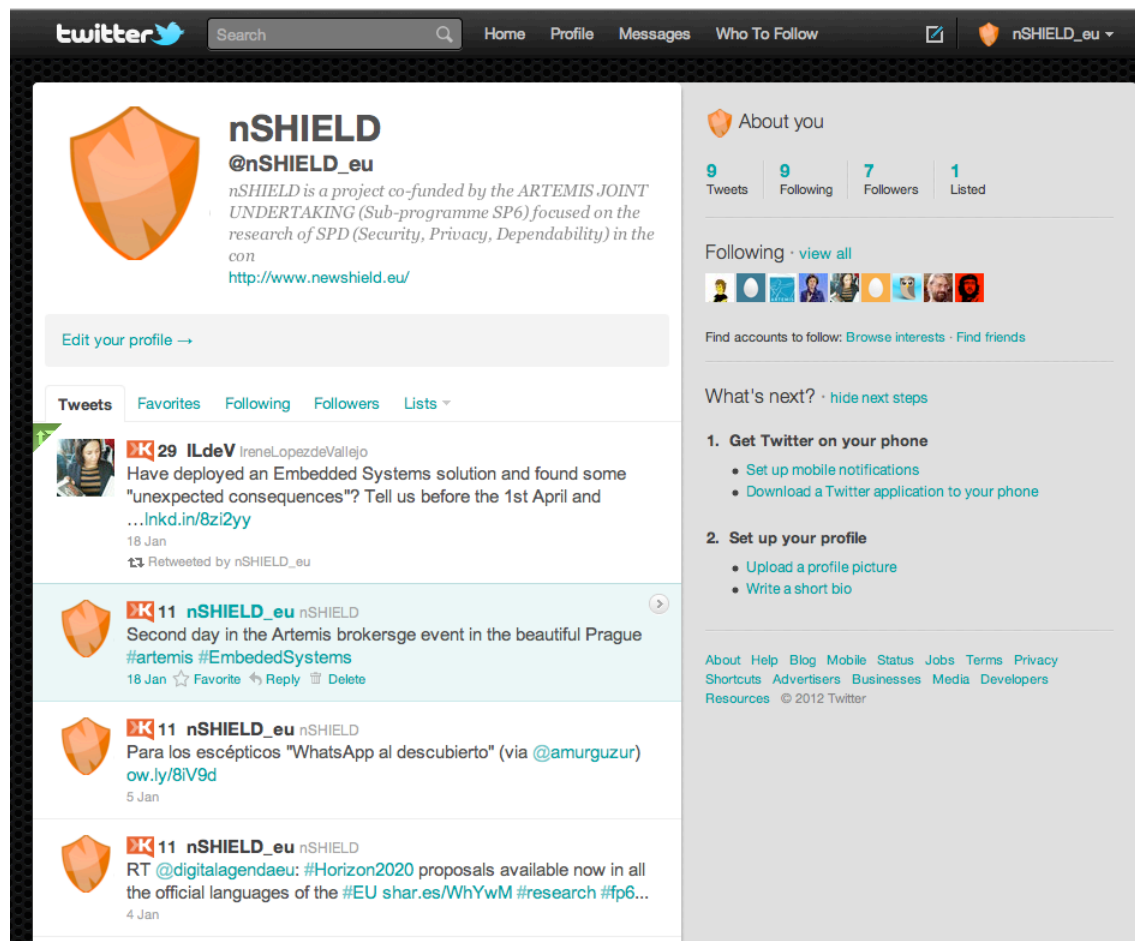 twitter
Search
Home Profile Messages Who To Follow
nSHIELD_eu
nSHIELD
@nSHIELD_eu
nSHIELD is a project co-funded by the ARTEMIS JOINT
UNDERTAKING (Sub-programme SP6) focused on the
research of SPD (Security, Privacy, Dependability) in the
con
http://www.newshield.eu/
Edit your profile →
Tweets Favorites Following Followers Lists
K 29 ILdeV IreneLopezdeVallejo
Have deployed an Embedded Systems solution and found some
"unexpected consequences"? Tell us before the 1st April and
…lnkd.in/8zi2yy
18 Jan
Retweeted by nSHIELD_eu
K 11 nSHIELD_eu nSHIELD
Second day in the Artemis brokersge event in the beautiful Prague
#artemis #EmbededSystems
18 Jan Favorite Reply Delete
K 11 nSHIELD_eu nSHIELD
Para los escépticos "WhatsApp al descubierto" (via @amurguzur)
ow.ly/8iV9d
5 Jan
K 11 nSHIELD_eu nSHIELD
RT @digitalagendaeu: #Horizon2020 proposals available now in all
the official languages of the #EU shar.es/WhYwM #research #fp6...
4 Jan
About you
9 9 7 1
Tweets Following Followers Listed
Following · view all
ARTEMIS
Find accounts to follow: Browse interests · Find friends
What's next? · hide next steps
1. Get Twitter on your phone
• Set up mobile notifications
• Download a Twitter application to your phone
2. Set up your profile
• Upload a profile picture
• Write a short bio
About Help Blog Mobile Status Jobs Terms Privacy
Shortcuts Advertisers Businesses Media Developers
Resources © 2012 Twitter